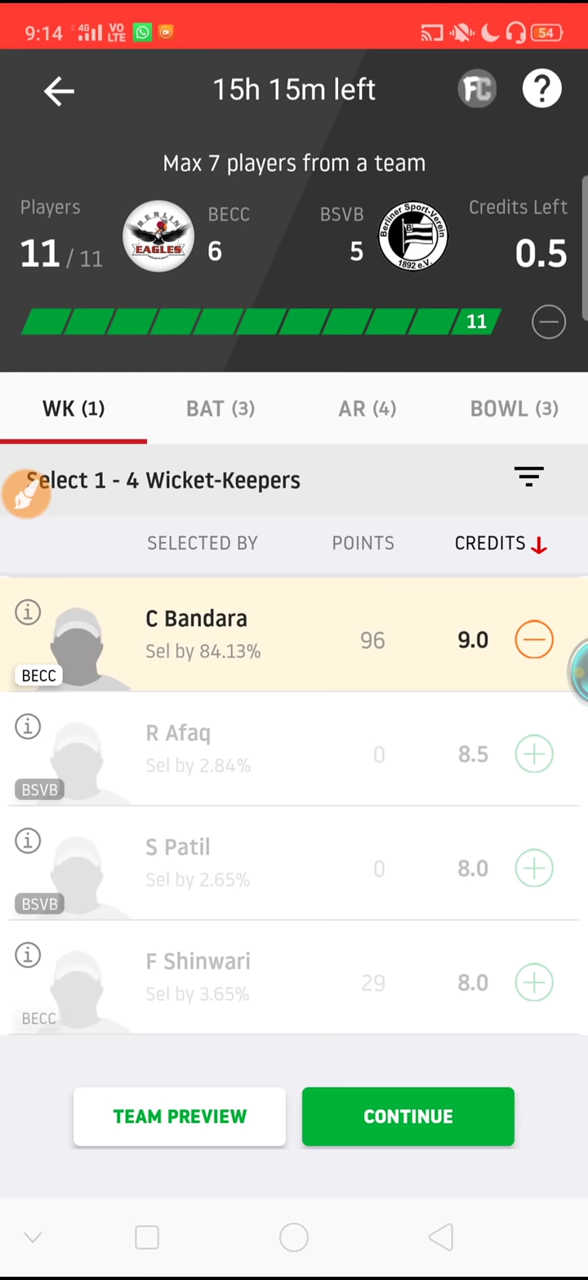 9:14 4G VO LTE 54
15h 15m left FC ?
Max 7 players from a team
Players BECC BSVB Credits Left
11 / 11 6 5 0.5
BERLIN
EAGLES
Berliner Sport-Verein
B
1892 e.V.
11
WK (1) BAT (3) AR (4) BOWL (3)
Select 1 - 4 Wicket-Keepers
SELECTED BY POINTS CREDITS
C Bandara
Sel by 84.13% 96 9.0
BECC
R Afaq
Sel by 2.84% 0 8.5
BSVB
S Patil
Sel by 2.65% 0 8.0
BSVB
F Shinwari
Sel by 3.65% 29 8.0
BECC
TEAM PREVIEW CONTINUE